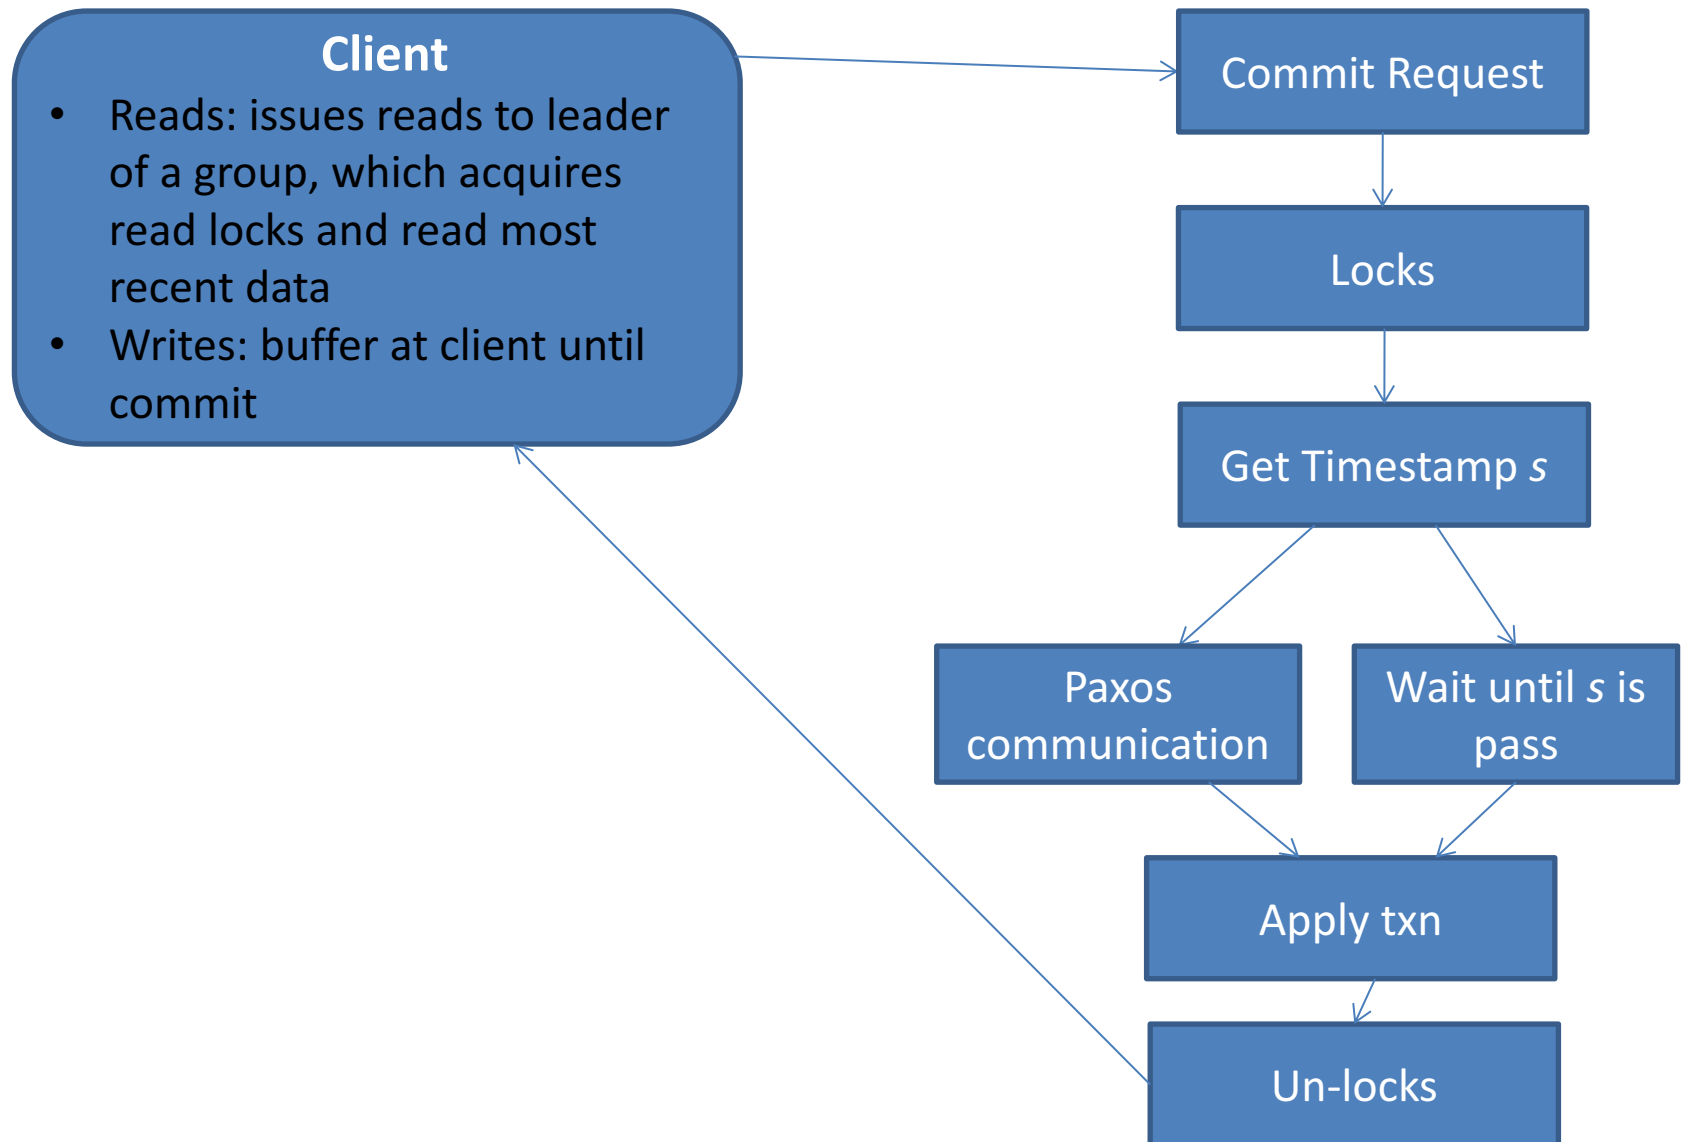 Client
• Reads: issues reads to leader
of a group, which acquires
read locks and read most
recent data
• Writes: buffer at client until
commit
Commit Request
Locks
Get Timestamp s
Paxos
communication
Wait until s is
pass
Apply txn
Un-locks